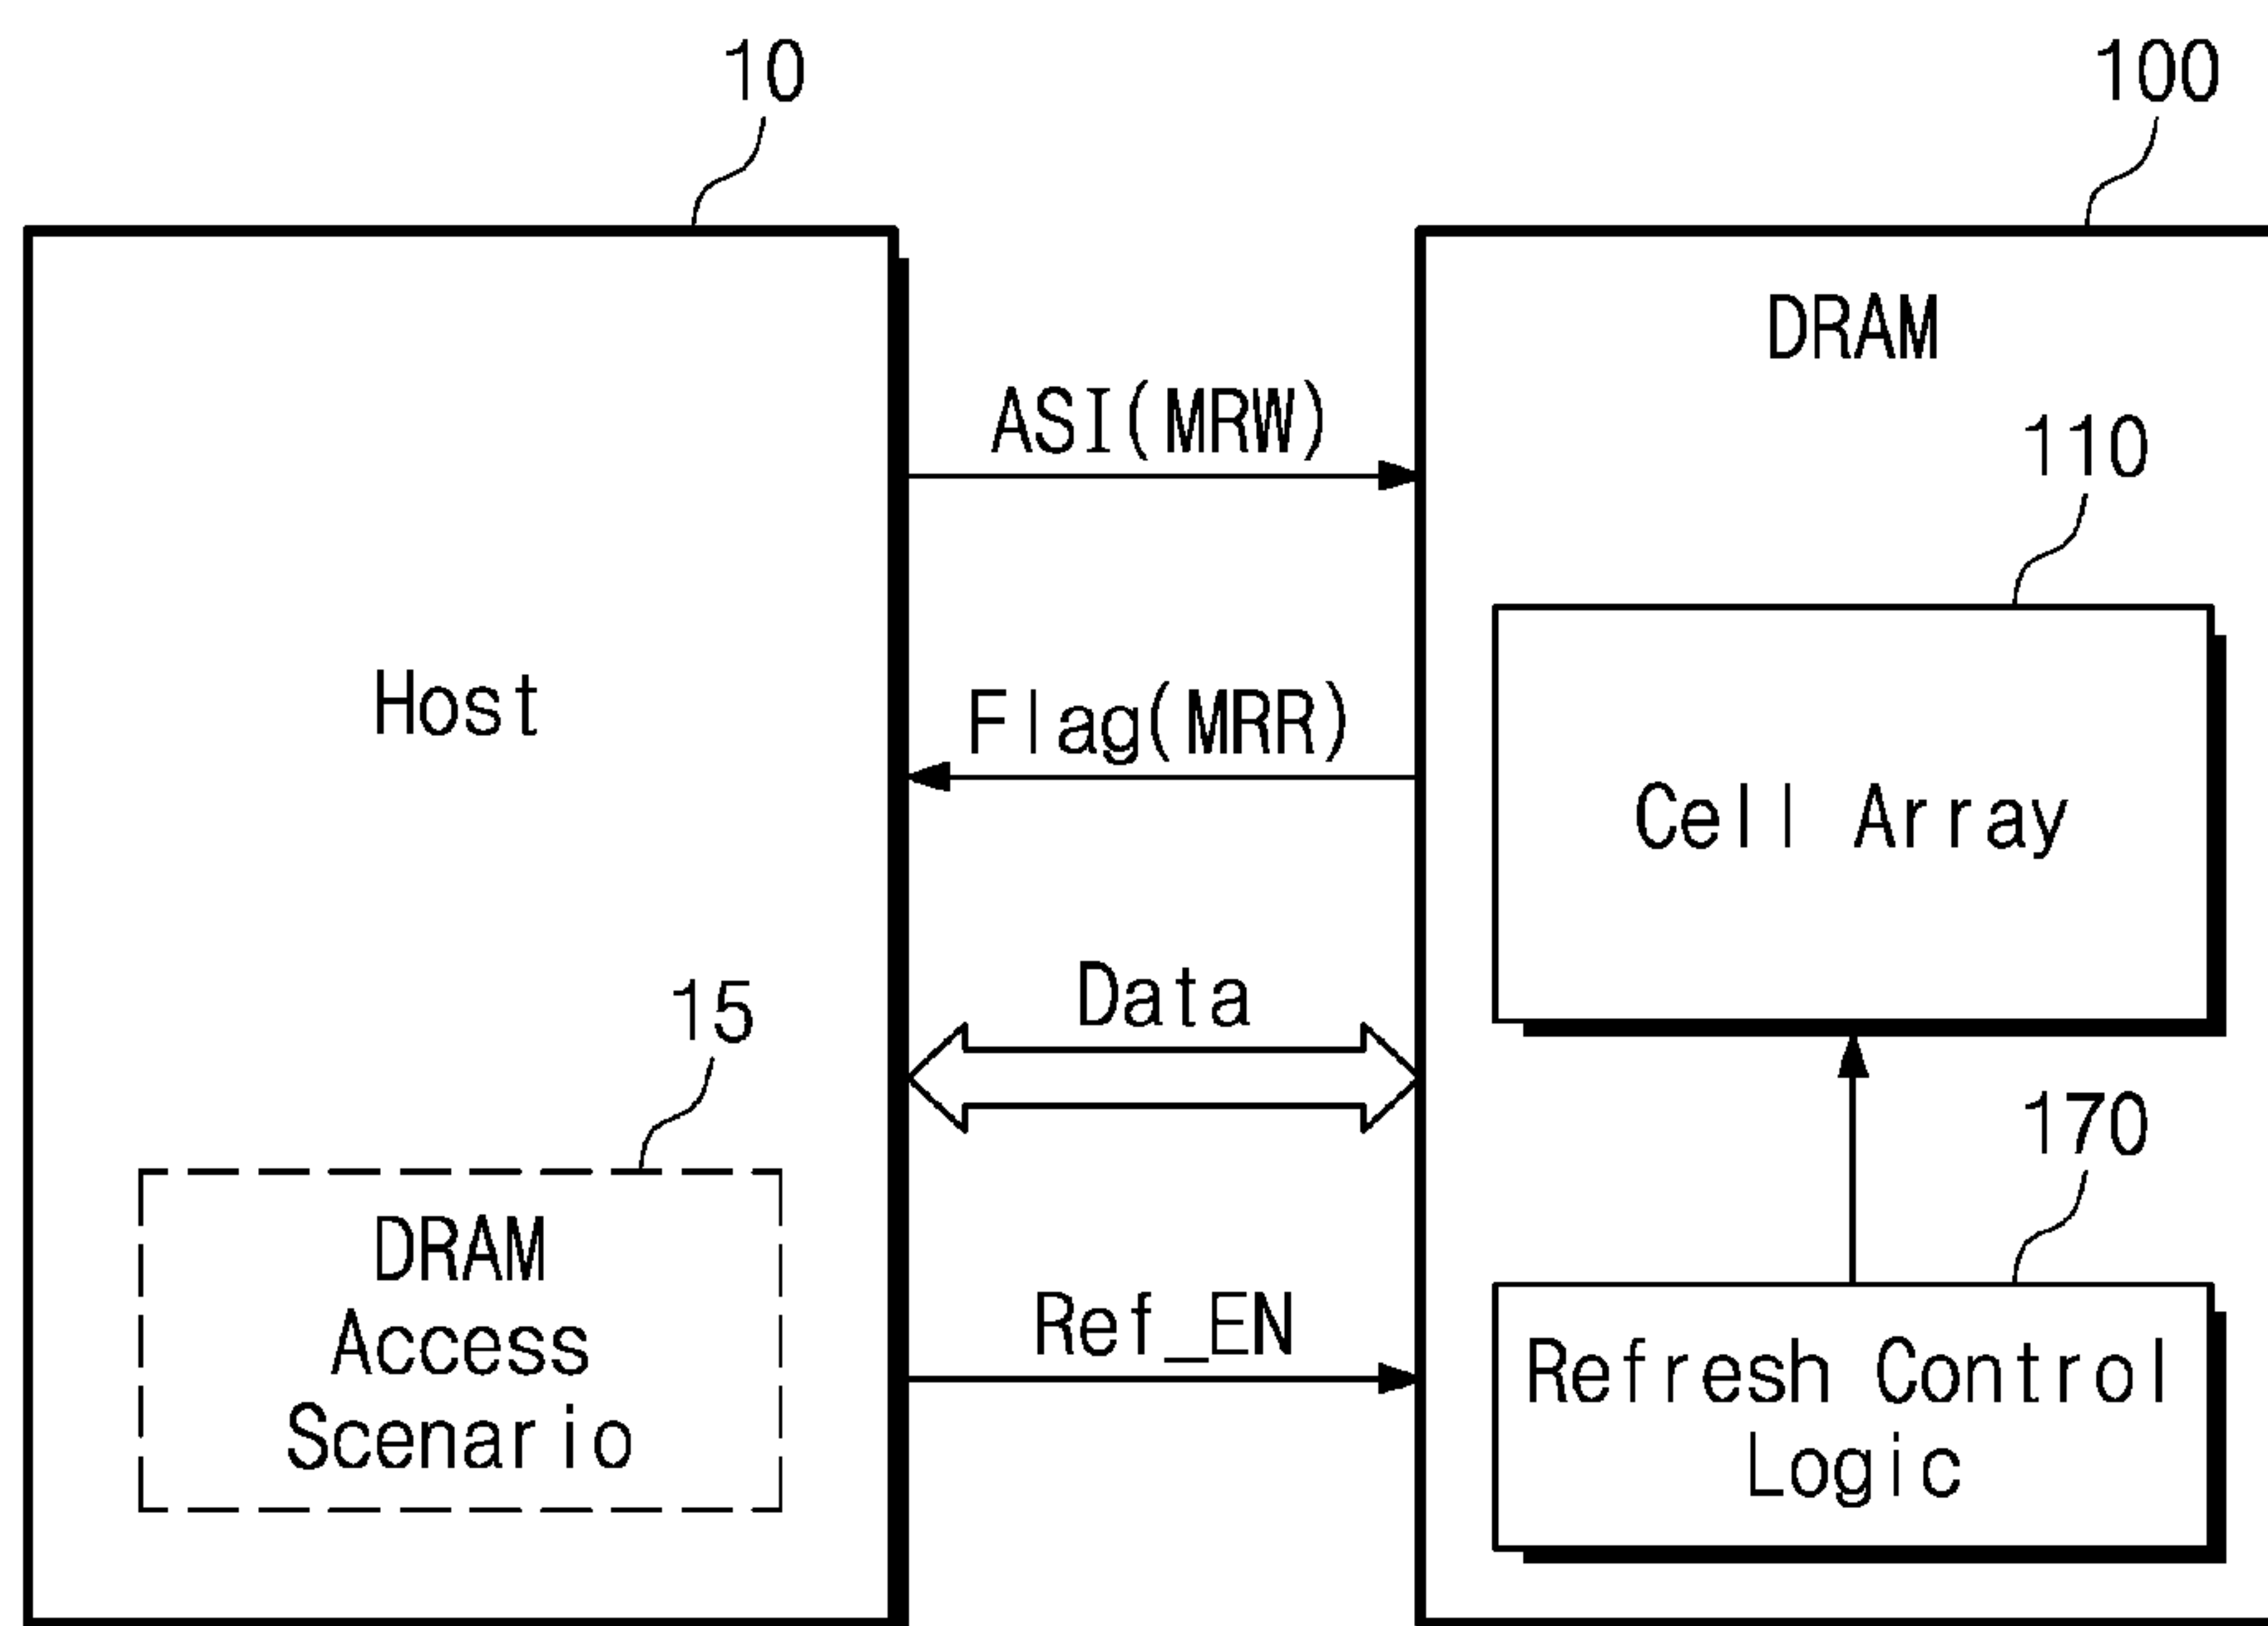 10
100
DRAM
ASI(MRW)
110
Host
Flag(MRR)
Cell Array
Data
15
170
DRAM
Access
Scenario
Ref_EN
Refresh Control
Logic